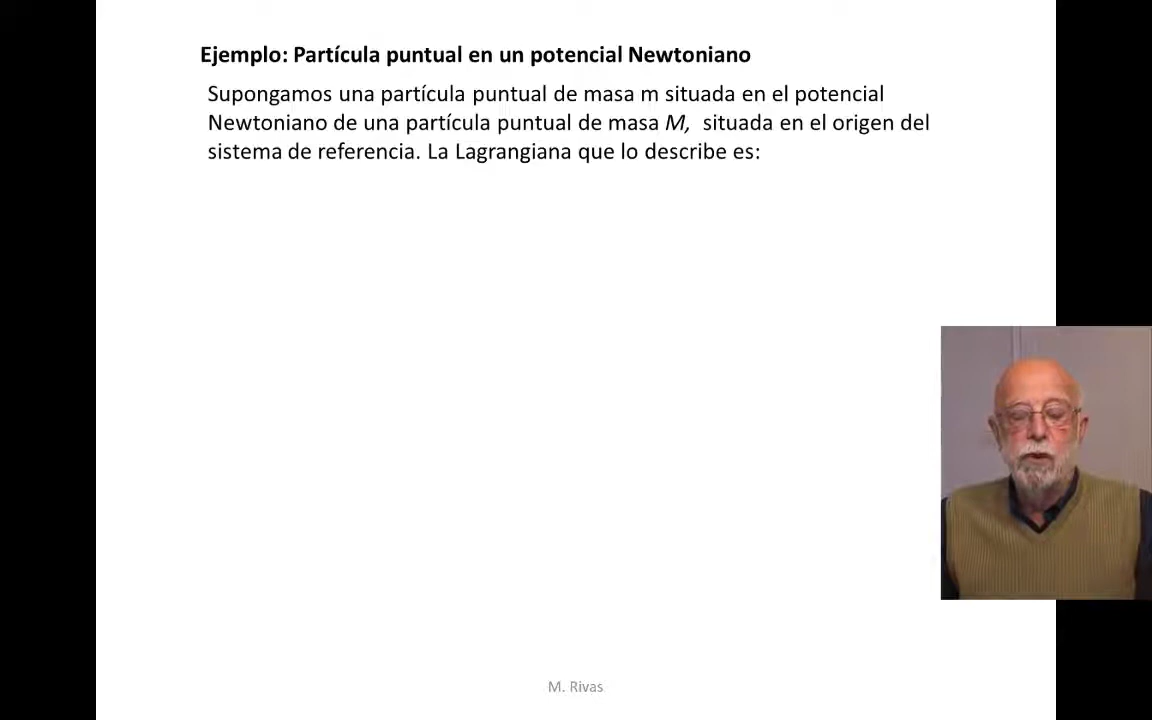 Ejemplo: Partícula puntual en un potencial Newtoniano
Supongamos una partícula puntual de masa m situada en el potencial
Newtoniano de una partícula puntual de masa M, situada en el origen del
sistema de referencia. La Lagrangiana que lo describe es:
M. Rivas